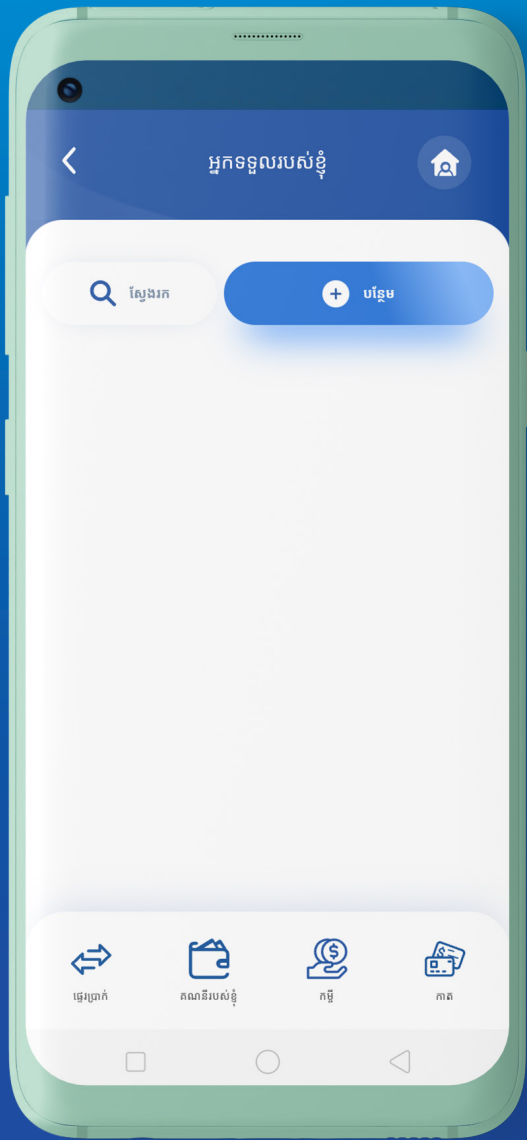 អ្នកទទួលរបស់ខ្ញុំ
ស្វែងរក
បន្ថែម
ផ្ទេរប្រាក់
គណនីរបស់ខ្ញុំ
កម្ចី
កាត